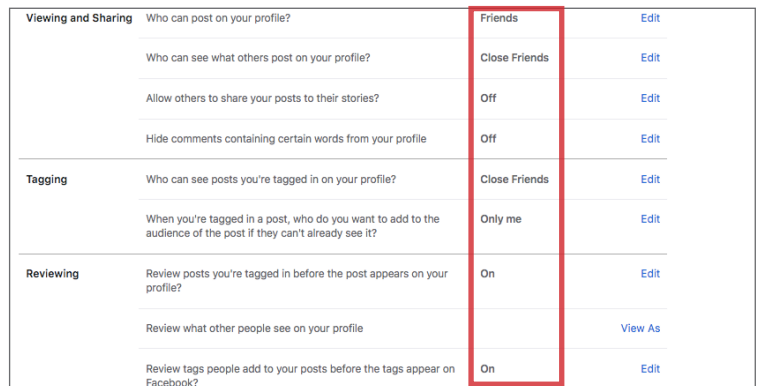 Viewing and Sharing Who can post on your profile? Friends Edit
Who can see what others post on your profile? Close Friends Edit
Allow others to share your posts to their stories? Off Edit
Hide comments containing certain words from your profile Off Edit
Tagging Who can see posts you're tagged in on your profile? Close Friends Edit
When you're tagged in a post, who do you want to add to the Only me Edit
audience of the post if they can't already see it?
Reviewing Review posts you're tagged in before the post appears on your On Edit
profile?
Review what other people see on your profile View As
Review tags people add to your posts before the tags appear on On Edit
Facebook?